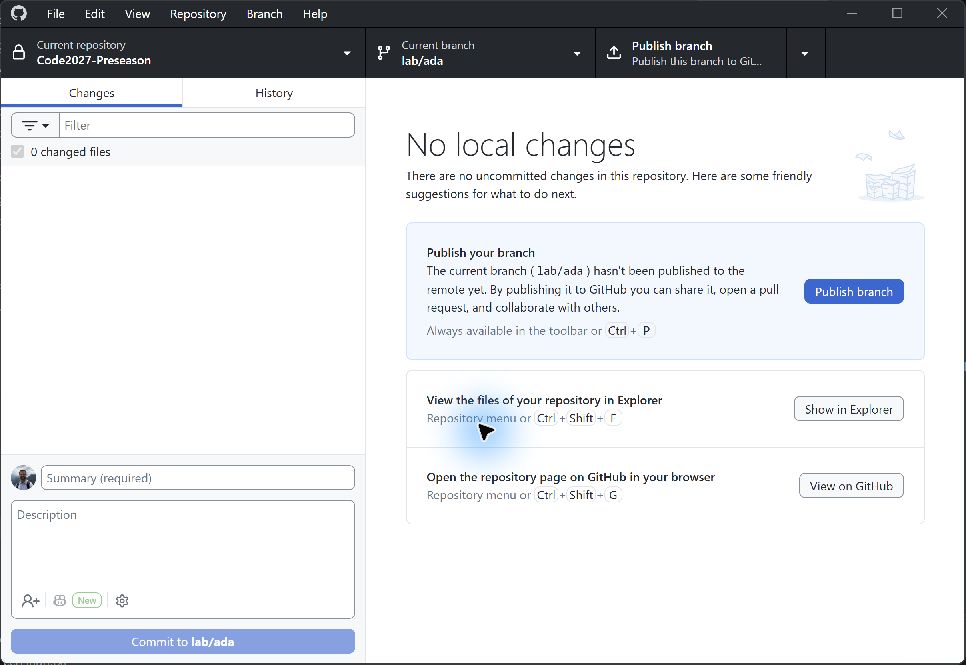 File Edit View Repository Branch Help
Current repository
Code2027-Preseason
Current branch
lab/ada
Publish branch
Publish this branch to Git...
Changes
History
Filter
0 changed files
No local changes
There are no uncommitted changes in this repository. Here are some friendly
suggestions for what to do next.
Publish your branch
The current branch ( lab/ada ) hasn't been published to the
remote yet. By publishing it to GitHub you can share it, open a pull
request, and collaborate with others.
Always available in the toolbar or Ctrl + P
Publish branch
View the files of your repository in Explorer
Repository menu or Ctrl + Shift + F
Show in Explorer
Open the repository page on GitHub in your browser
Repository menu or Ctrl + Shift + G
View on GitHub
Summary (required)
Description
New
Commit to lab/ada